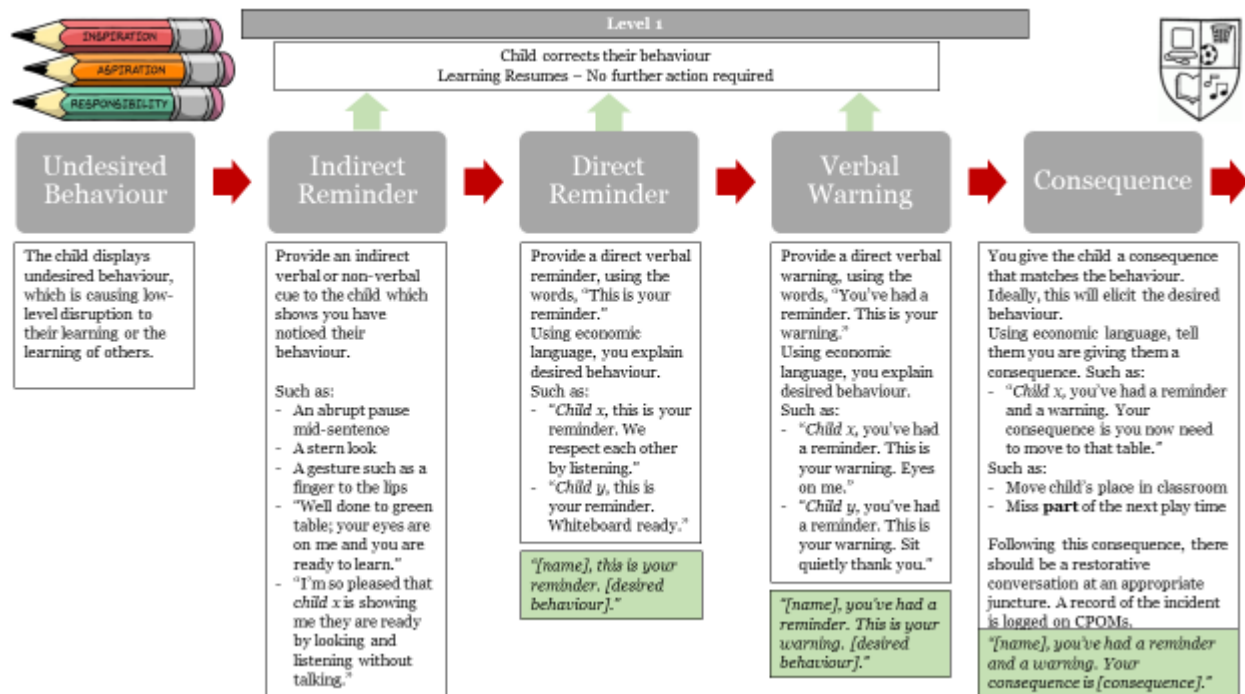 INSPIRATION
ASPIRATION
RESPONSIBILITY
Level 1
Child corrects their behaviour
Learning Resumes – No further action required
Undesired
Behaviour
Indirect
Reminder
Direct
Reminder
Verbal
Warning
Consequence
The child displays
undesired behaviour,
which is causing low-
level disruption to
their learning or the
learning of others.
Provide an indirect
verbal or non-verbal
cue to the child which
shows you have
noticed their
behaviour.
Such as:
- An abrupt pause
mid-sentence
- A stern look
- A gesture such as a
finger to the lips
- "Well done to green
table; your eyes are
on me and you are
ready to learn."
- "I'm so pleased that
child x is showing
me they are ready
by looking and
listening without
talking."
Provide a direct verbal
reminder, using the
words, "This is your
reminder."
Using economic
language, you explain
desired behaviour.
Such as:
- "Child x, this is your
reminder. We
respect each other
by listening."
- "Child y, this is
your reminder.
Whiteboard ready."
"[name], this is your
reminder. [desired
behaviour]."
Provide a direct verbal
warning, using the
words, "You've had a
reminder. This is your
warning."
Using economic
language, you explain
desired behaviour.
Such as:
- "Child x, you've had
a reminder. This is
your warning. Eyes
on me."
- "Child y, you've had
a reminder. This is
your warning. Sit
quietly thank you."
"[name], you've had a
reminder. This is your
warning. [desired
behaviour]."
You give the child a consequence
that matches the behaviour.
Ideally, this will elicit the desired
behaviour.
Using economic language, tell
them you are giving them a
consequence. Such as:
- "Child x, you've had a reminder
and a warning. Your
consequence is you now need
to move to that table."
Such as:
- Move child's place in classroom
- Miss part of the next play time
Following this consequence, there
should be a restorative
conversation at an appropriate
juncture. A record of the incident
is logged on CPOMs.
"[name], you've had a reminder
and a warning. Your
consequence is [consequence]."